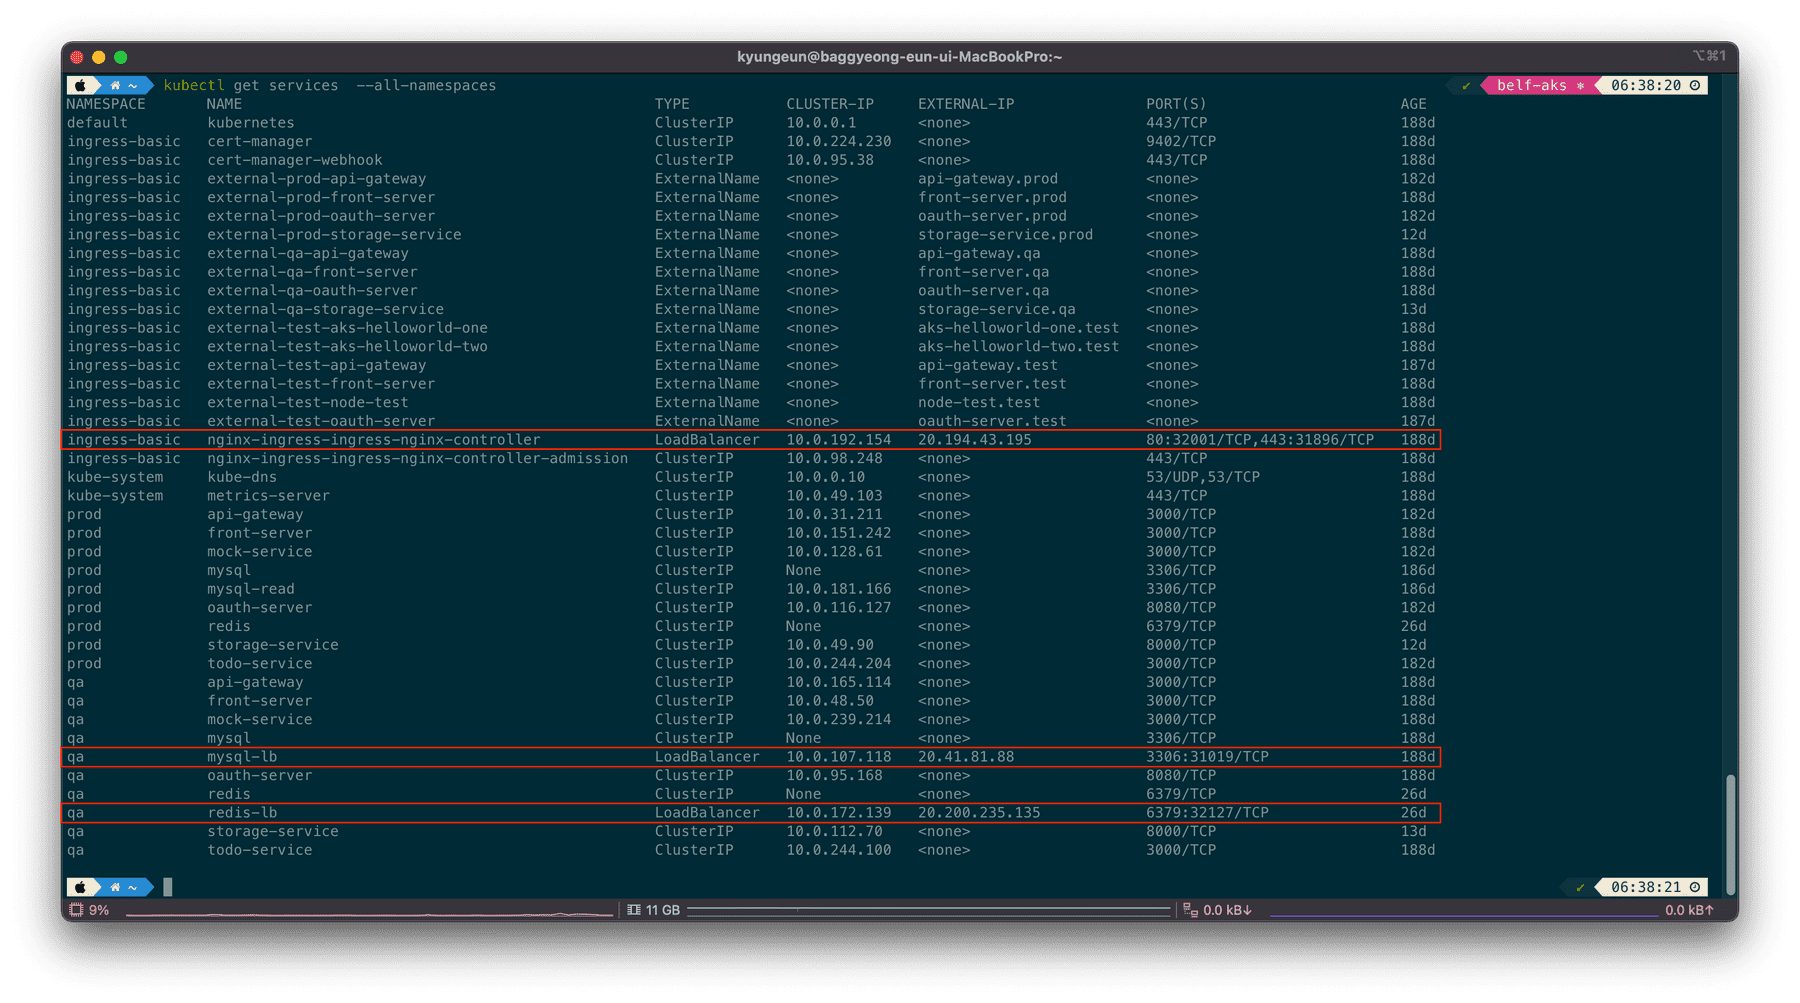 kyungeun@baggyeong-eun-ui-MacBookPro:~ ⌥⌘1
~ kubectl get services --all-namespaces ✔ belf-aks ⎈ 06:38:20
NAMESPACE NAME TYPE CLUSTER-IP EXTERNAL-IP PORT(S) AGE
default kubernetes ClusterIP 10.0.0.1 <none> 443/TCP 188d
ingress-basic cert-manager ClusterIP 10.0.224.230 <none> 9402/TCP 188d
ingress-basic cert-manager-webhook ClusterIP 10.0.95.38 <none> 443/TCP 188d
ingress-basic external-prod-api-gateway ExternalName <none> api-gateway.prod <none> 182d
ingress-basic external-prod-front-server ExternalName <none> front-server.prod <none> 188d
ingress-basic external-prod-oauth-server ExternalName <none> oauth-server.prod <none> 182d
ingress-basic external-prod-storage-service ExternalName <none> storage-service.prod <none> 12d
ingress-basic external-qa-api-gateway ExternalName <none> api-gateway.qa <none> 188d
ingress-basic external-qa-front-server ExternalName <none> front-server.qa <none> 188d
ingress-basic external-qa-oauth-server ExternalName <none> oauth-server.qa <none> 188d
ingress-basic external-qa-storage-service ExternalName <none> storage-service.qa <none> 13d
ingress-basic external-test-aks-helloworld-one ExternalName <none> aks-helloworld-one.test <none> 188d
ingress-basic external-test-aks-helloworld-two ExternalName <none> aks-helloworld-two.test <none> 188d
ingress-basic external-test-api-gateway ExternalName <none> api-gateway.test <none> 187d
ingress-basic external-test-front-server ExternalName <none> front-server.test <none> 188d
ingress-basic external-test-node-test ExternalName <none> node-test.test <none> 188d
ingress-basic external-test-oauth-server ExternalName <none> oauth-server.test <none> 187d
ingress-basic nginx-ingress-ingress-nginx-controller LoadBalancer 10.0.192.154 20.194.43.195 80:32001/TCP,443:31896/TCP 188d
ingress-basic nginx-ingress-ingress-nginx-controller-admission ClusterIP 10.0.98.248 <none> 443/TCP 188d
kube-system kube-dns ClusterIP 10.0.0.10 <none> 53/UDP,53/TCP 188d
kube-system metrics-server ClusterIP 10.0.49.103 <none> 443/TCP 188d
prod api-gateway ClusterIP 10.0.31.211 <none> 3000/TCP 182d
prod front-server ClusterIP 10.0.151.242 <none> 3000/TCP 188d
prod mock-service ClusterIP 10.0.128.61 <none> 3000/TCP 182d
prod mysql ClusterIP None <none> 3306/TCP 186d
prod mysql-read ClusterIP 10.0.181.166 <none> 3306/TCP 186d
prod oauth-server ClusterIP 10.0.116.127 <none> 8080/TCP 182d
prod redis ClusterIP None <none> 6379/TCP 26d
prod storage-service ClusterIP 10.0.49.90 <none> 8000/TCP 12d
prod todo-service ClusterIP 10.0.244.204 <none> 3000/TCP 182d
qa api-gateway ClusterIP 10.0.165.114 <none> 3000/TCP 188d
qa front-server ClusterIP 10.0.48.50 <none> 3000/TCP 188d
qa mock-service ClusterIP 10.0.239.214 <none> 3000/TCP 188d
qa mysql ClusterIP None <none> 3306/TCP 188d
qa mysql-lb LoadBalancer 10.0.107.118 20.41.81.88 3306:31019/TCP 188d
qa oauth-server ClusterIP 10.0.95.168 <none> 8080/TCP 188d
qa redis ClusterIP None <none> 6379/TCP 26d
qa redis-lb LoadBalancer 10.0.172.139 20.200.235.135 6379:32127/TCP 26d
qa storage-service ClusterIP 10.0.112.70 <none> 8000/TCP 13d
qa todo-service ClusterIP 10.0.244.100 <none> 3000/TCP 188d
~ ✔ 06:38:21
9% 11 GB 0.0 kB↓ 0.0 kB↑